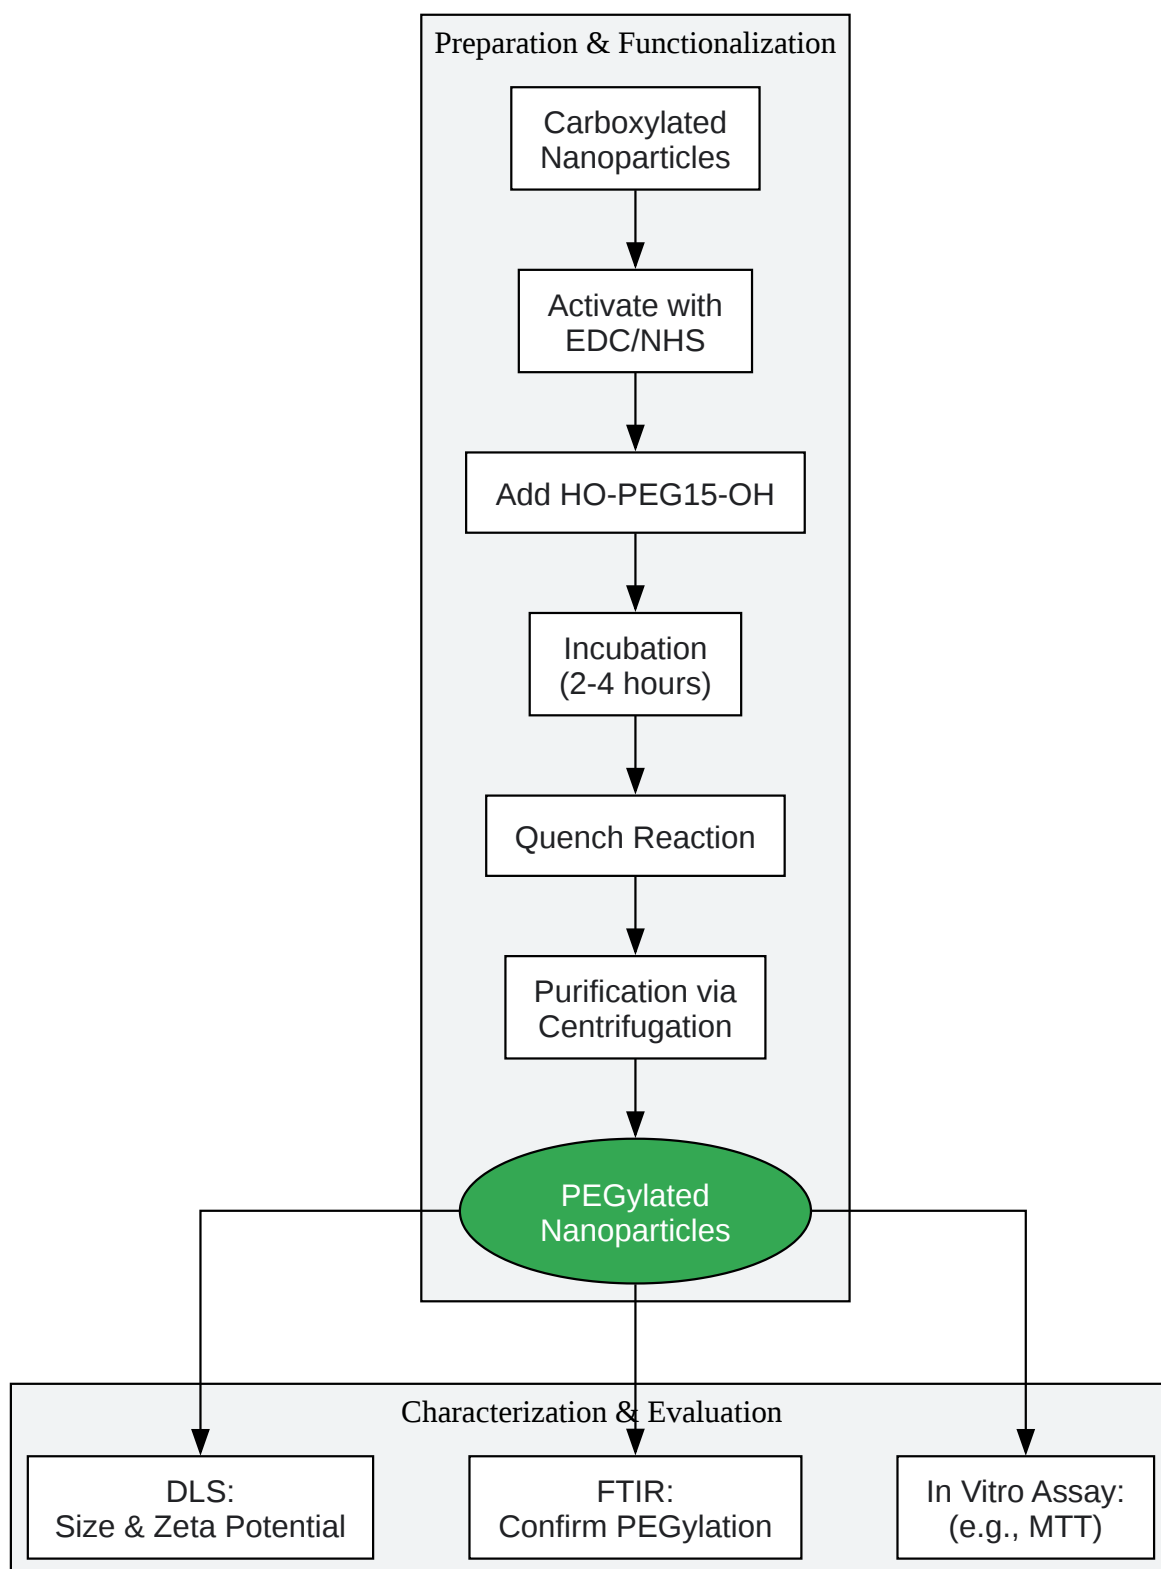 Preparation & Functionalization
Carboxylated
Nanoparticles
Activate with
EDC/NHS
Add HO-PEG15-OH
Incubation
(2-4 hours)
Quench Reaction
Purification via
Centrifugation
PEGylated
Nanoparticles
Characterization & Evaluation
DLS:
Size & Zeta Potential
FTIR:
Confirm PEGylation
In Vitro Assay:
(e.g., MTT)